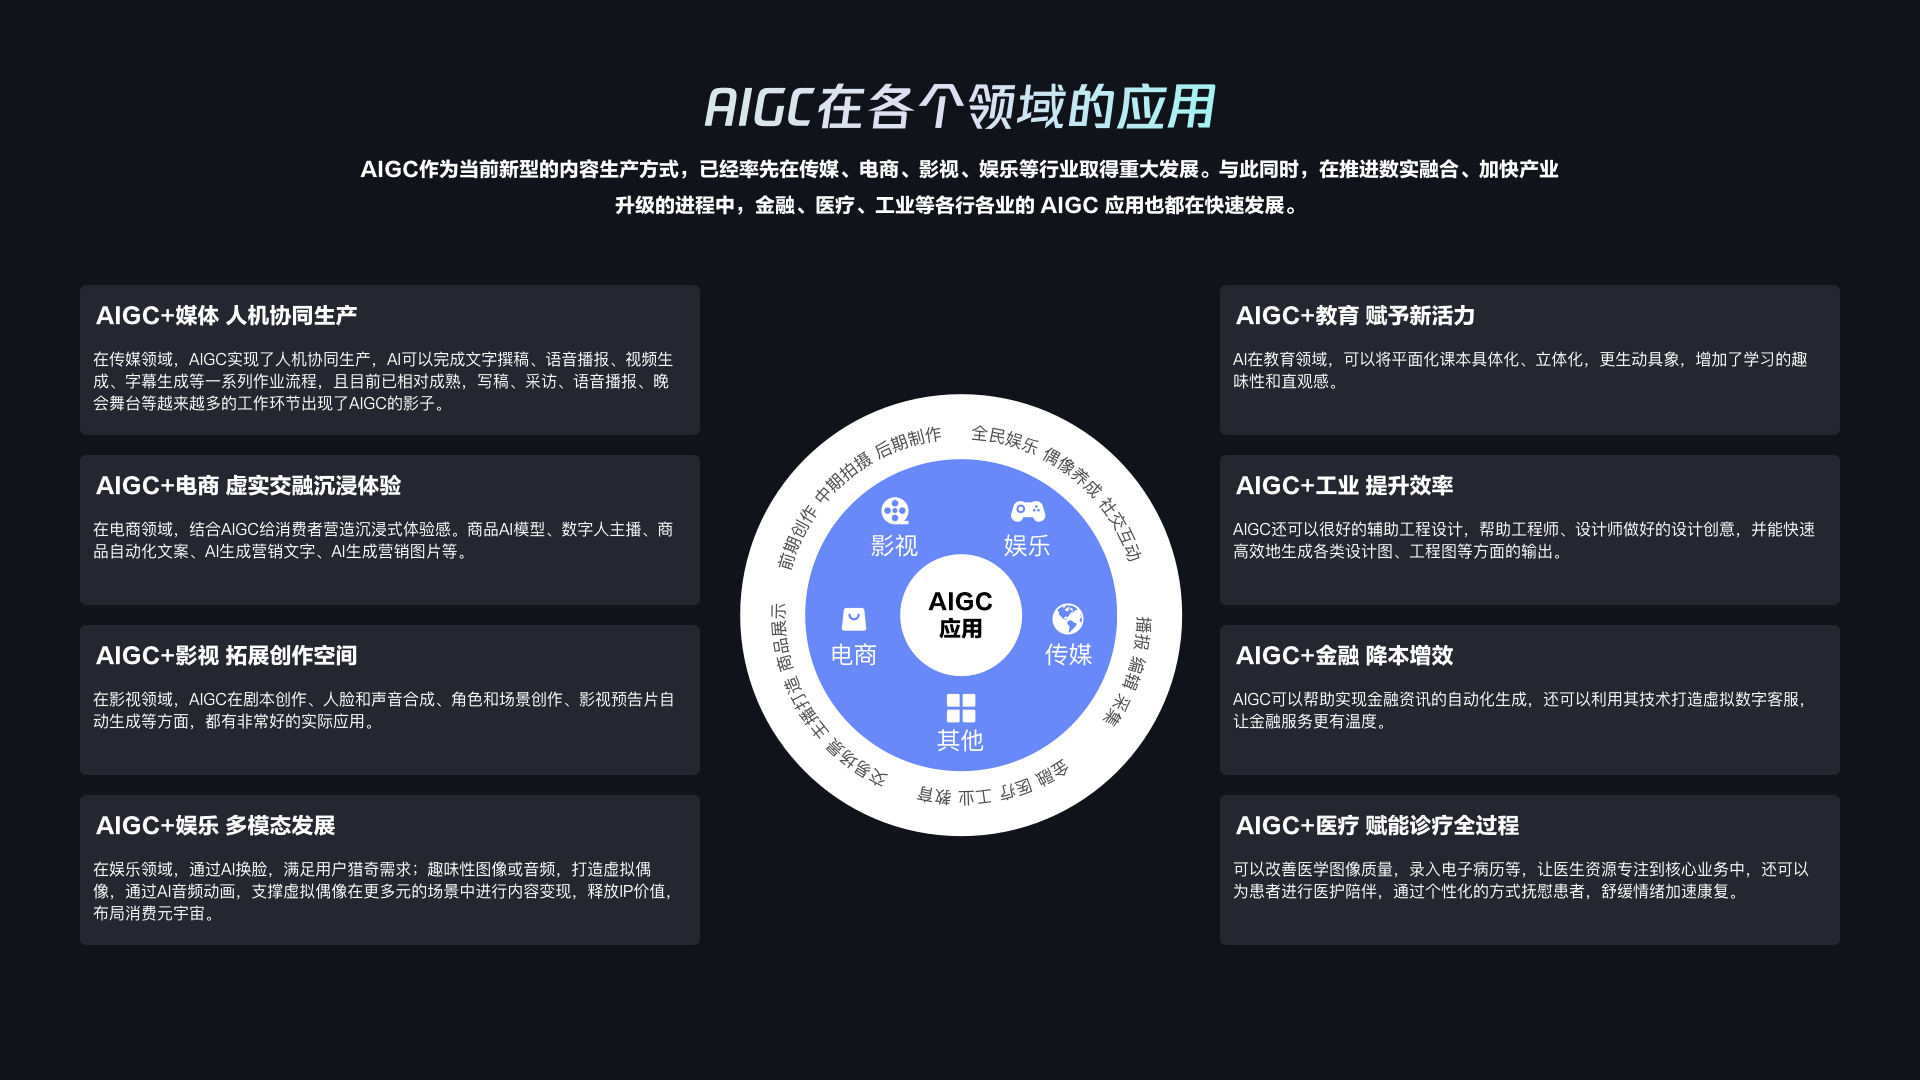 AIGC在各个领域的应用
AIGC作为当前新型的内容生产方式，已经率先在传媒、电商、影视、娱乐等行业取得重大发展。与此同时，在推进数实融合、加快产业
升级的进程中，金融、医疗、工业等各行各业的 AIGC 应用也都在快速发展。
AIGC+媒体 人机协同生产
在传媒领域，AIGC实现了人机协同生产，AI可以完成文字撰稿、语音播报、视频生
成、字幕生成等一系列作业流程，且目前已相对成熟，写稿、采访、语音播报、晚
会舞台等越来越多的工作环节出现了AIGC的影子。
AIGC+电商 虚实交融沉浸体验
在电商领域，结合AIGC给消费者营造沉浸式体验感。商品AI模型、数字人主播、商
品自动化文案、AI生成营销文字、AI生成营销图片等。
AIGC+影视 拓展创作空间
在影视领域，AIGC在剧本创作、人脸和声音合成、角色和场景创作、影视预告片自
动生成等方面，都有非常好的实际应用。
AIGC+娱乐 多模态发展
在娱乐领域，通过AI换脸，满足用户猎奇需求；趣味性图像或音频，打造虚拟偶
像，通过AI音频动画，支撑虚拟偶像在更多元的场景中进行内容变现，释放IP价值，
布局消费元宇宙。
前期创作 中期拍摄 后期制作
全民娱乐 偶像养成 社交互动
播报 编辑 采集
金融 医疗 工业 教育
交易场景 主播打造 商品展示
影视
娱乐
AIGC
应用
电商
传媒
其他
AIGC+教育 赋予新活力
AI在教育领域，可以将平面化课本具体化、立体化，更生动具象，增加了学习的趣
味性和直观感。
AIGC+工业 提升效率
AIGC还可以很好的辅助工程设计，帮助工程师、设计师做好的设计创意，并能快速
高效地生成各类设计图、工程图等方面的输出。
AIGC+金融 降本增效
AIGC可以帮助实现金融资讯的自动化生成，还可以利用其技术打造虚拟数字客服，
让金融服务更有温度。
AIGC+医疗 赋能诊疗全过程
可以改善医学图像质量，录入电子病历等，让医生资源专注到核心业务中，还可以
为患者进行医护陪伴，通过个性化的方式抚慰患者，舒缓情绪加速康复。